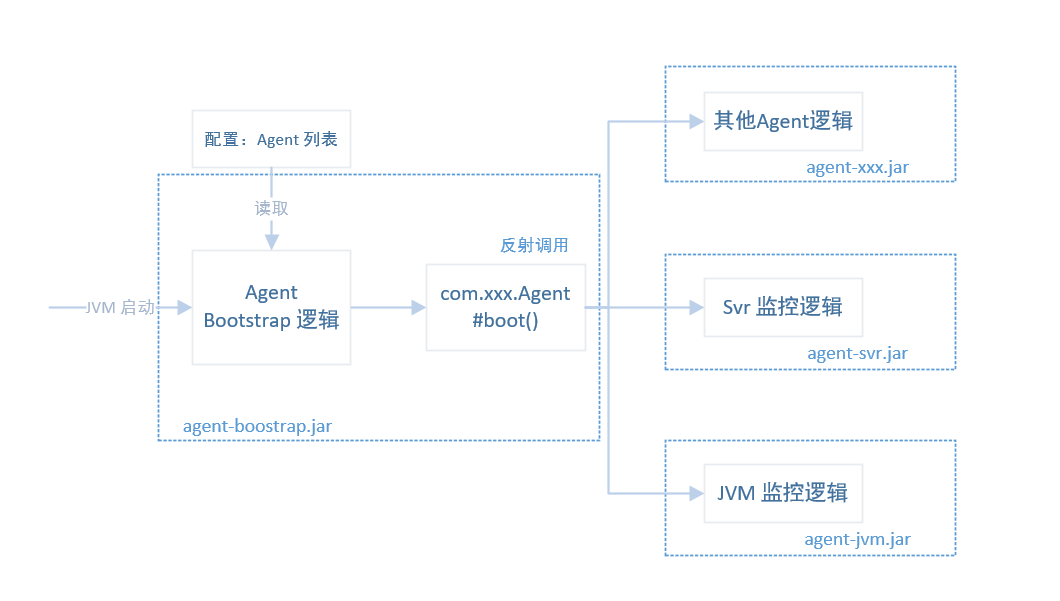 配置：Agent 列表
读取
JVM 启动
Agent
Bootstrap 逻辑
反射调用
com.xxx.Agent
#boot()
agent-boostrap.jar
其他Agent逻辑
agent-xxx.jar
Svr 监控逻辑
agent-svr.jar
JVM 监控逻辑
agent-jvm.jar